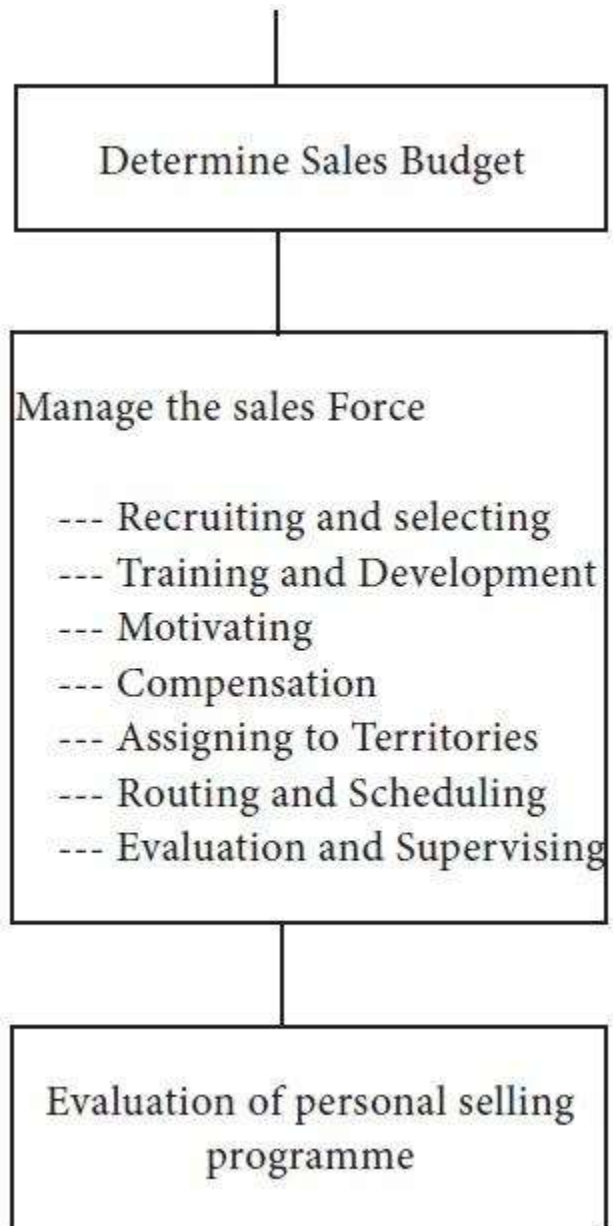 Determine Sales Budget
Manage the sales Force
--- Recruiting and selecting
--- Training and Development
--- Motivating
--- Compensation
--- Assigning to Territories
--- Routing and Scheduling
--- Evaluation and Supervising
Evaluation of personal selling
programme